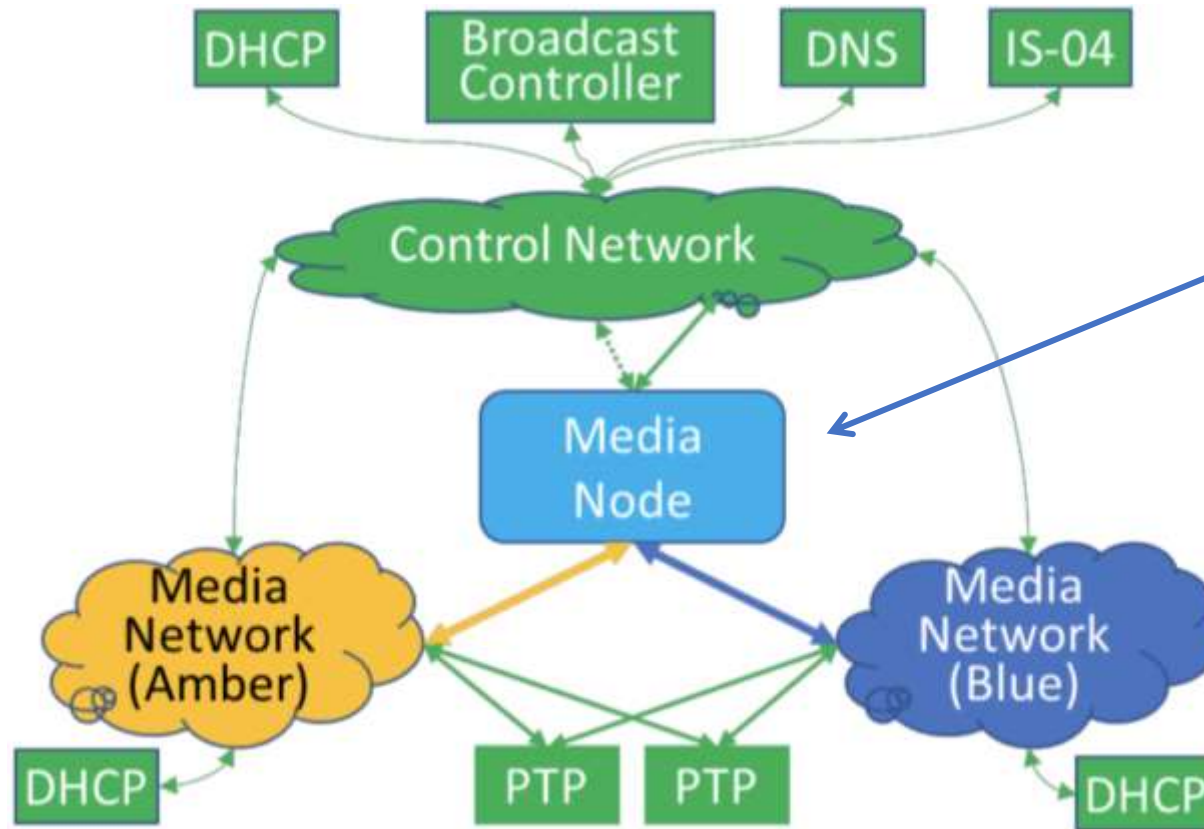 DHCP
Broadcast
Controller
DNS
IS-04
Control Network
Media
Node
Media
Network
(Amber)
Media
Network
(Blue)
DHCP
PTP
PTP
DHCP